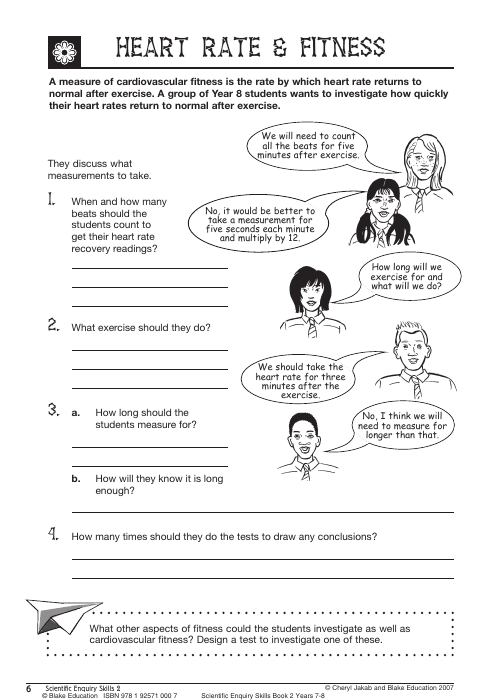 HEART RATE & FITNESS
A measure of cardiovascular fitness is the rate by which heart rate returns to
normal after exercise. A group of Year 8 students wants to investigate how quickly
their heart rates return to normal after exercise.
We will need to count
all the beats for five
minutes after exercise.
They discuss what
measurements to take.
1. When and how many
beats should the
students count to
get their heart rate
recovery readings?
No, it would be better to
take a measurement for
five seconds each minute
and multiply by 12.
How long will we
exercise for and
what will we do?
2. What exercise should they do?
We should take the
heart rate for three
minutes after the
exercise.
3. a. How long should the
students measure for?
No, I think we will
need to measure for
longer than that.
b. How will they know it is long
enough?
4. How many times should they do the tests to draw any conclusions?
What other aspects of fitness could the students investigate as well as
cardiovascular fitness? Design a test to investigate one of these.
6 Scientific Enquiry Skills 2 © Cheryl Jakab and Blake Education 2007
© Blake Education ISBN 978 1 92571 000 7 Scientific Enquiry Skills Book 2 Years 7-8